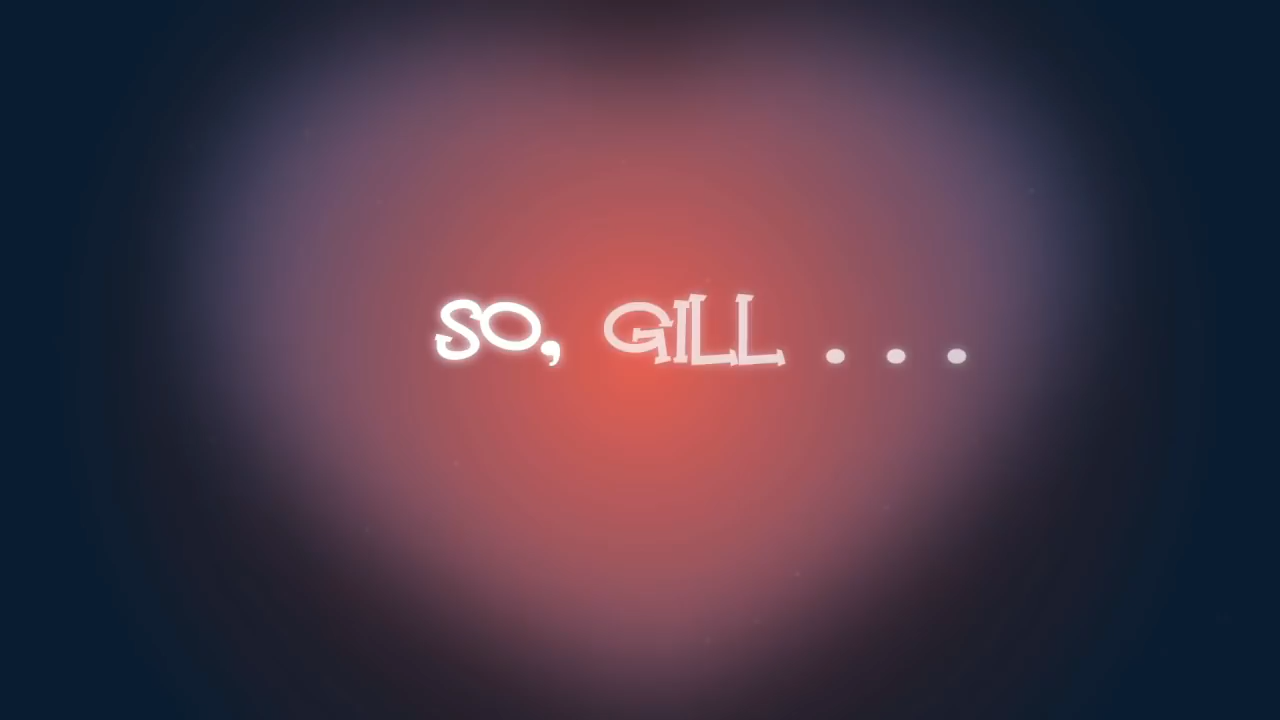 SO, GILL . . .